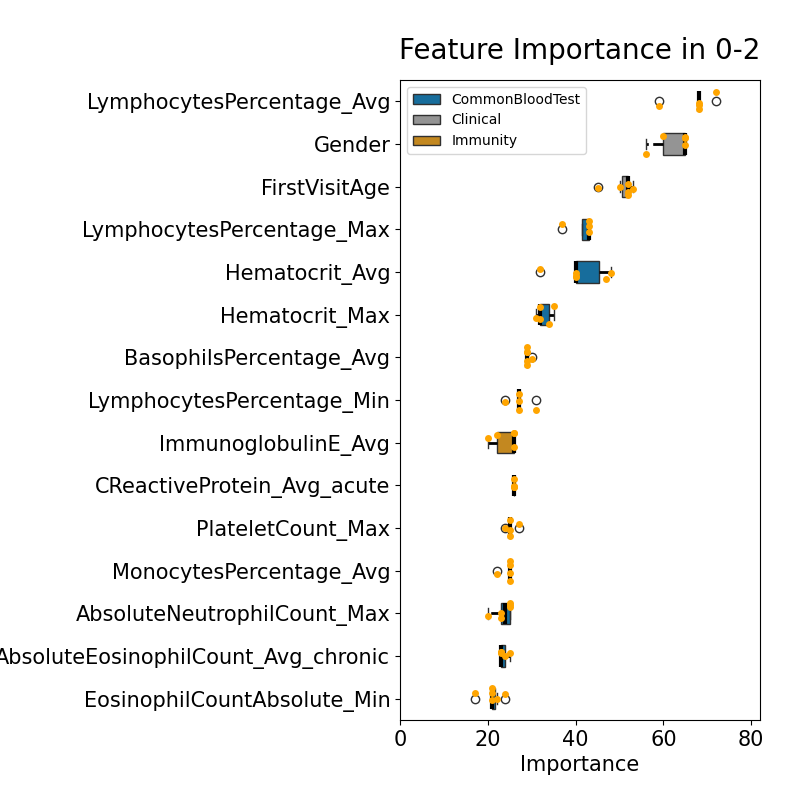 Feature Importance in 0-2
CommonBloodTest
Clinical
Immunity
LymphocytesPercentage_Avg
Gender
FirstVisitAge
LymphocytesPercentage_Max
Hematocrit_Avg
Hematocrit_Max
BasophilsPercentage_Avg
LymphocytesPercentage_Min
ImmunoglobulinE_Avg
CReactiveProtein_Avg_acute
PlateletCount_Max
MonocytesPercentage_Avg
AbsoluteNeutrophilCount_Max
AbsoluteEosinophilCount_Avg_chronic
EosinophilCountAbsolute_Min
0 20 40 60 80
Importance